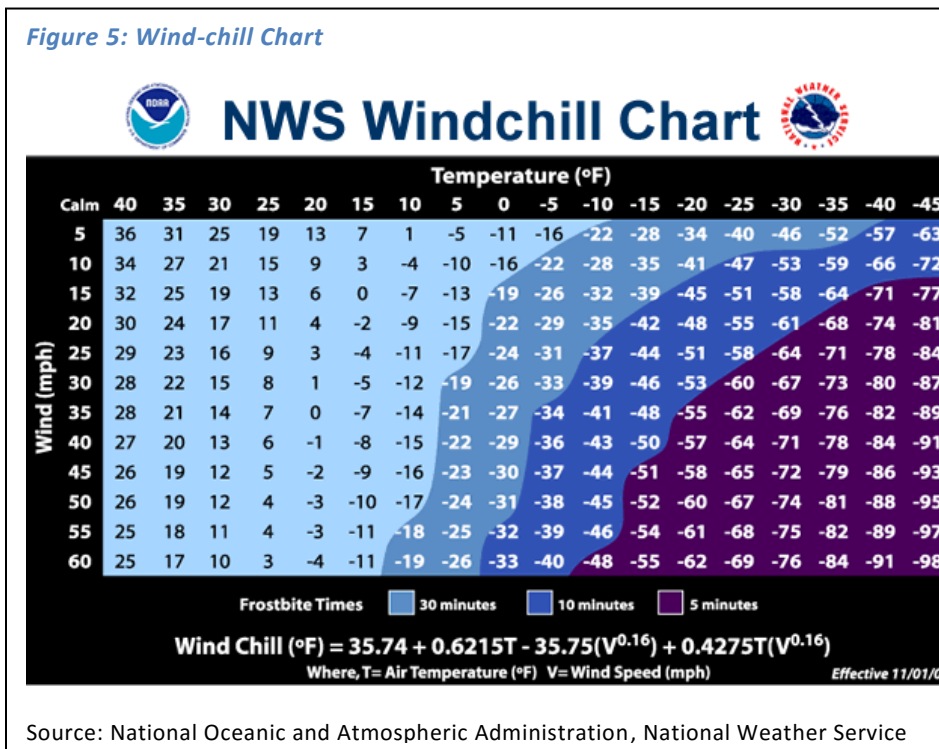 Figure 5: Wind-chill Chart
NOAA
NWS Windchill Chart
NATIONAL WEATHER SERVICE
Temperature (ºF)
Calm 40 35 30 25 20 15 10 5 0 -5 -10 -15 -20 -25 -30 -35 -40 -45
Wind (mph)
5 36 31 25 19 13 7 1 -5 -11 -16 -22 -28 -34 -40 -46 -52 -57 -63
10 34 27 21 15 9 3 -4 -10 -16 -22 -28 -35 -41 -47 -53 -59 -66 -72
15 32 25 19 13 6 0 -7 -13 -19 -26 -32 -39 -45 -51 -58 -64 -71 -77
20 30 24 17 11 4 -2 -9 -15 -22 -29 -35 -42 -48 -55 -61 -68 -74 -81
25 29 23 16 9 3 -4 -11 -17 -24 -31 -37 -44 -51 -58 -64 -71 -78 -84
30 28 22 15 8 1 -5 -12 -19 -26 -33 -39 -46 -53 -60 -67 -73 -80 -87
35 28 21 14 7 0 -7 -14 -21 -27 -34 -41 -48 -55 -62 -69 -76 -82 -89
40 27 20 13 6 -1 -8 -15 -22 -29 -36 -43 -50 -57 -64 -71 -78 -84 -91
45 26 19 12 5 -2 -9 -16 -23 -30 -37 -44 -51 -58 -65 -72 -79 -86 -93
50 26 19 12 4 -3 -10 -17 -24 -31 -38 -45 -52 -60 -67 -74 -81 -88 -95
55 25 18 11 4 -3 -11 -18 -25 -32 -39 -46 -54 -61 -68 -75 -82 -89 -97
60 25 17 10 3 -4 -11 -19 -26 -33 -40 -48 -55 -62 -69 -76 -84 -91 -98
Frostbite Times 30 minutes 10 minutes 5 minutes
Wind Chill (ºF) = 35.74 + 0.6215T - 35.75(V^0.16) + 0.4275T(V^0.16)
Where, T= Air Temperature (ºF) V= Wind Speed (mph)
Effective 11/01/0
Source: National Oceanic and Atmospheric Administration, National Weather Service